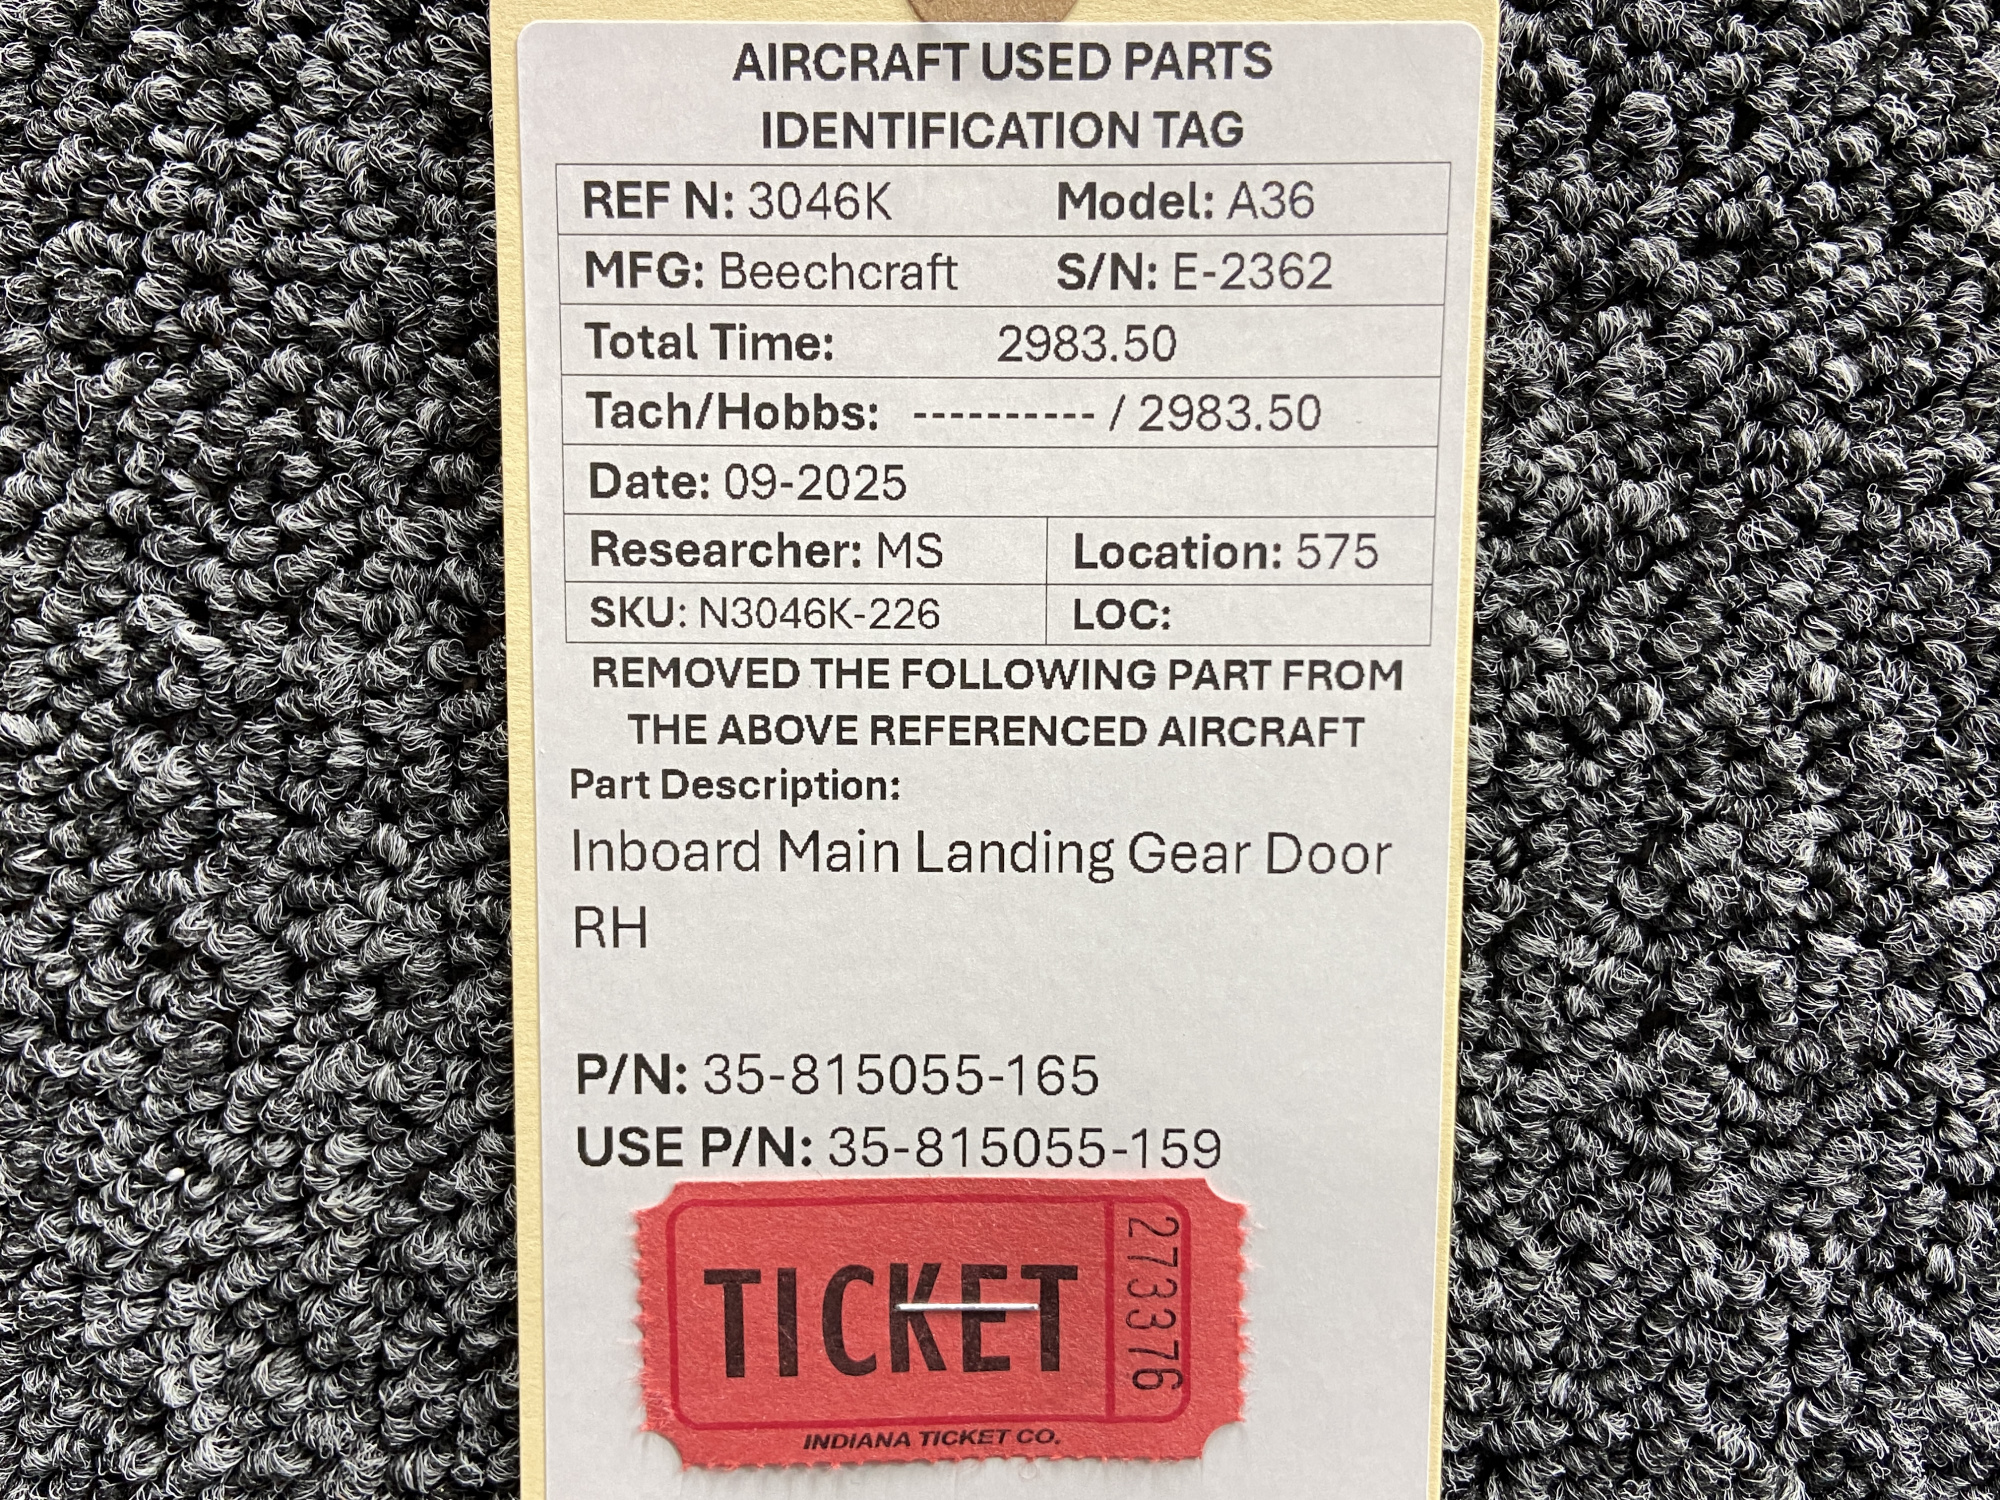 AIRCRAFT USED PARTS
IDENTIFICATION TAG
REF N: 3046K Model: A36
MFG: Beechcraft S/N: E-2362
Total Time: 2983.50
Tach/Hobbs: ---------- / 2983.50
Date: 09-2025
Researcher: MS Location: 575
SKU: N3046K-226 LOC:
REMOVED THE FOLLOWING PART FROM
THE ABOVE REFERENCED AIRCRAFT
Part Description:
Inboard Main Landing Gear Door
RH
P/N: 35-815055-165
USE P/N: 35-815055-159
TICKET
273376
INDIANA TICKET CO.